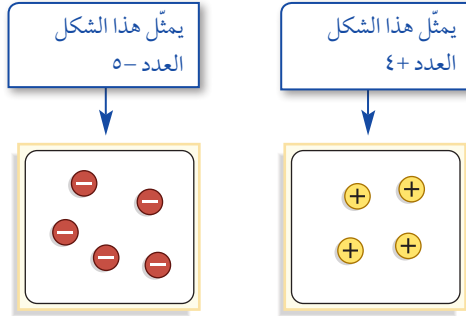 يمثّل هذا الشكل
العدد +٤
يمثّل هذا الشكل
العدد –٥
+ +
+ +
– –
–
– –